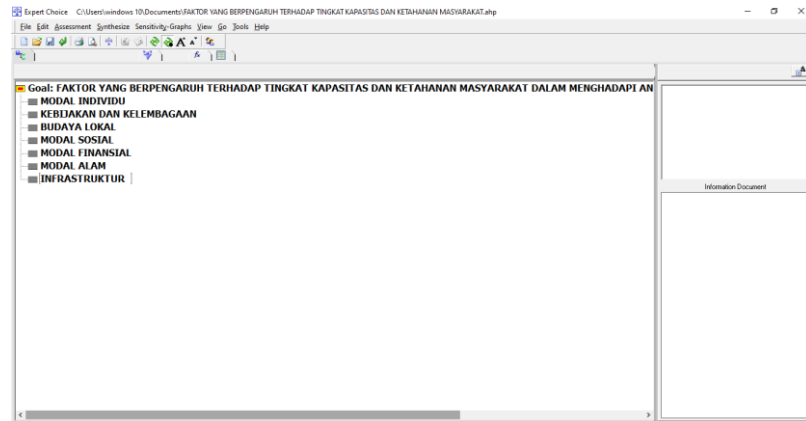 Expert Choice C:\Users\windows 10\Documents\FAKTOR YANG BERPENGARUH TERHADAP TINGKAT KAPASITAS DAN KETAHANAN MASYARAKAT.ahp
File Edit Assessment Synthesize Sensitivity-Graphs View Go Tools Help
Goal: FAKTOR YANG BERPENGARUH TERHADAP TINGKAT KAPASITAS DAN KETAHANAN MASYARAKAT DALAM MENGHADAPI AN
MODAL INDIVIDU
KEBIJAKAN DAN KELEMBAGAAN
BUDAYA LOKAL
MODAL SOSIAL
MODAL FINANSIAL
MODAL ALAM
INFRASTRUKTUR
Information Document